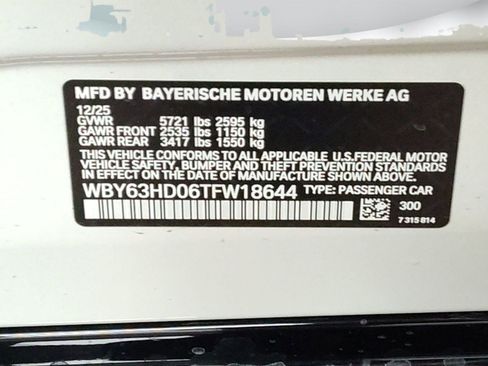 MFD BY BAYERISCHE MOTOREN WERKE AG
12/25
GVWR 5721 lbs 2595 kg
GAWR FRONT 2535 lbs 1150 kg
GAWR REAR 3417 lbs 1550 kg
THIS VEHICLE CONFORMS TO ALL APPLICABLE U.S.FEDERAL MOTOR
VEHICLE SAFETY, BUMPER AND THEFT PREVENTION STANDARDS
IN EFFECT ON THE DATE OF MANUFACTURE SHOWN ABOVE.
WBY63HD06TFW18644 TYPE: PASSENGER CAR
300
7 315 814